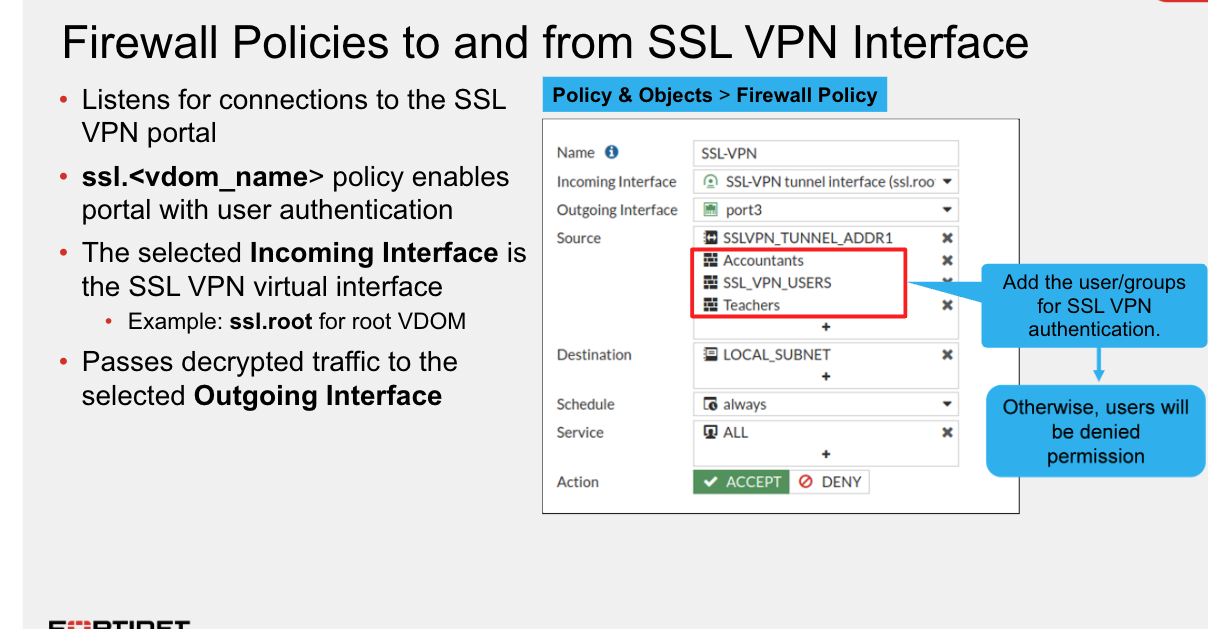 Firewall Policies to and from SSL VPN Interface
• Listens for connections to the SSL
VPN portal
• ssl.<vdom_name> policy enables
portal with user authentication
• The selected Incoming Interface is
the SSL VPN virtual interface
• Example: ssl.root for root VDOM
• Passes decrypted traffic to the
selected Outgoing Interface
Policy & Objects > Firewall Policy
Name SSL-VPN
Incoming Interface SSL-VPN tunnel interface (ssl.roo
Outgoing Interface port3
Source SSLVPN_TUNNEL_ADDR1
Accountants
SSL_VPN_USERS
Teachers
+
Destination LOCAL_SUBNET
+
Schedule always
Service ALL
+
Action ACCEPT DENY
Add the user/groups
for SSL VPN
authentication.
Otherwise, users will
be denied
permission
FORTINET